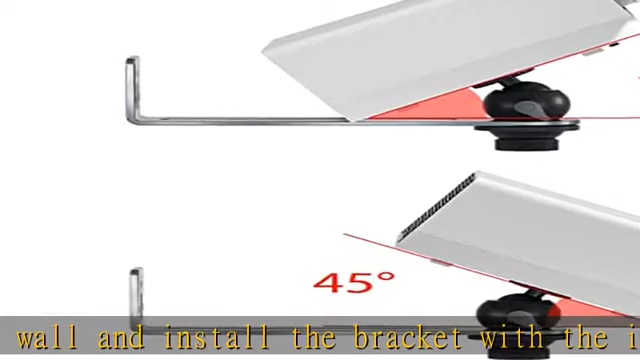 45°
wall and install the bracket with the i